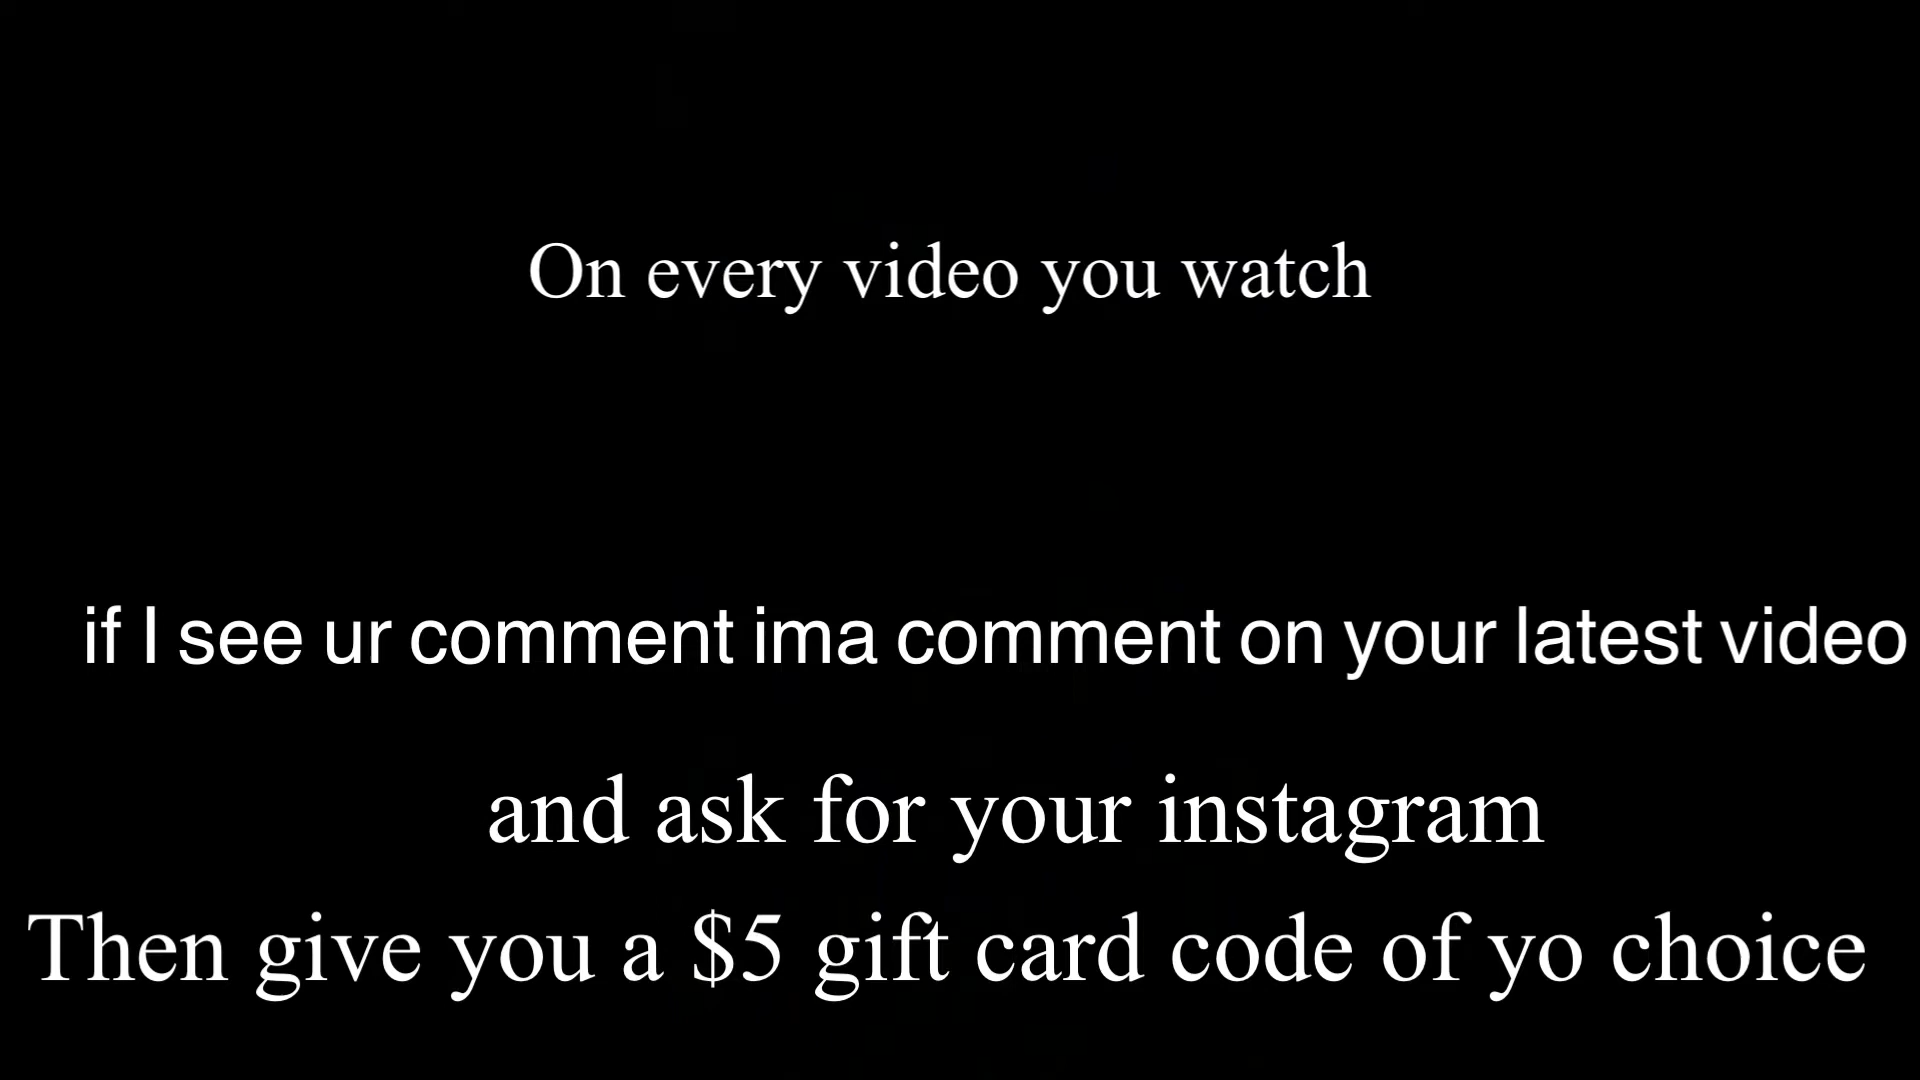 On every video you watch
if I see ur comment ima comment on your latest video
and ask for your instagram
Then give you a $5 gift card code of yo choice